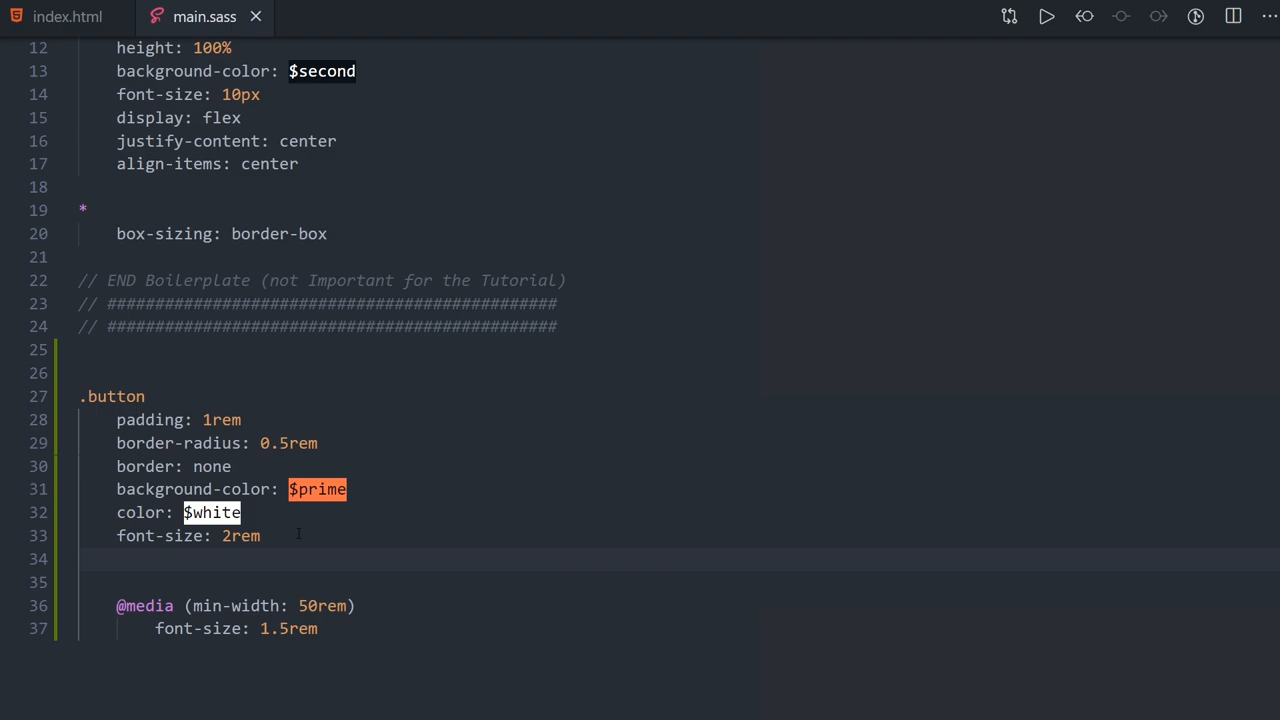 index.html main.sass
12 height: 100%
13 background-color: $second
14 font-size: 10px
15 display: flex
16 justify-content: center
17 align-items: center
18
19 *
20 box-sizing: border-box
21
22 // END Boilerplate (not Important for the Tutorial)
23 // ###############################################
24 // ###############################################
25
26
27 .button
28 padding: 1rem
29 border-radius: 0.5rem
30 border: none
31 background-color: $prime
32 color: $white
33 font-size: 2rem
34
35
36 @media (min-width: 50rem)
37 font-size: 1.5rem